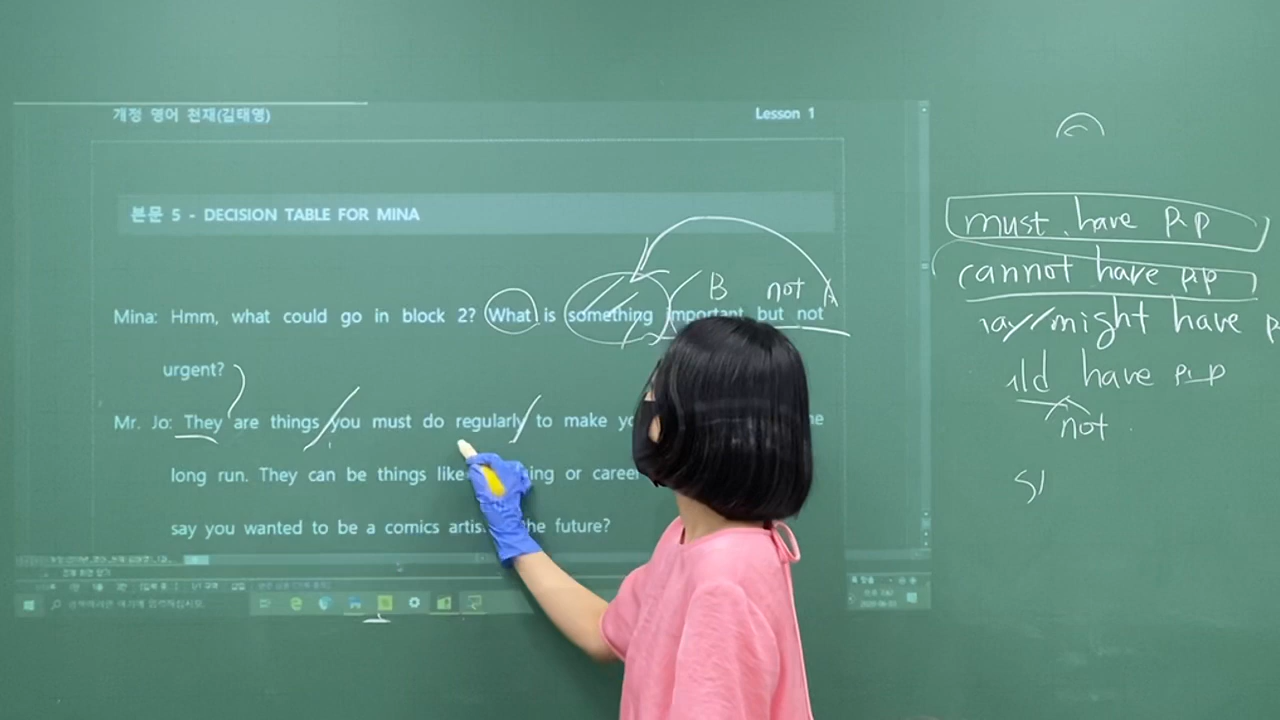 개정 영어 천재(김태영)
Lesson 1
본문 5 - DECISION TABLE FOR MINA
B not A
Mina: Hmm, what could go in block 2? What is something important but not
urgent?
Mr. Jo: They are things you must do regularly to make
long run. They can be things like or
say you wanted to be a comics the future?
must have p.p
cannot have p.p
might have
have p.p
not